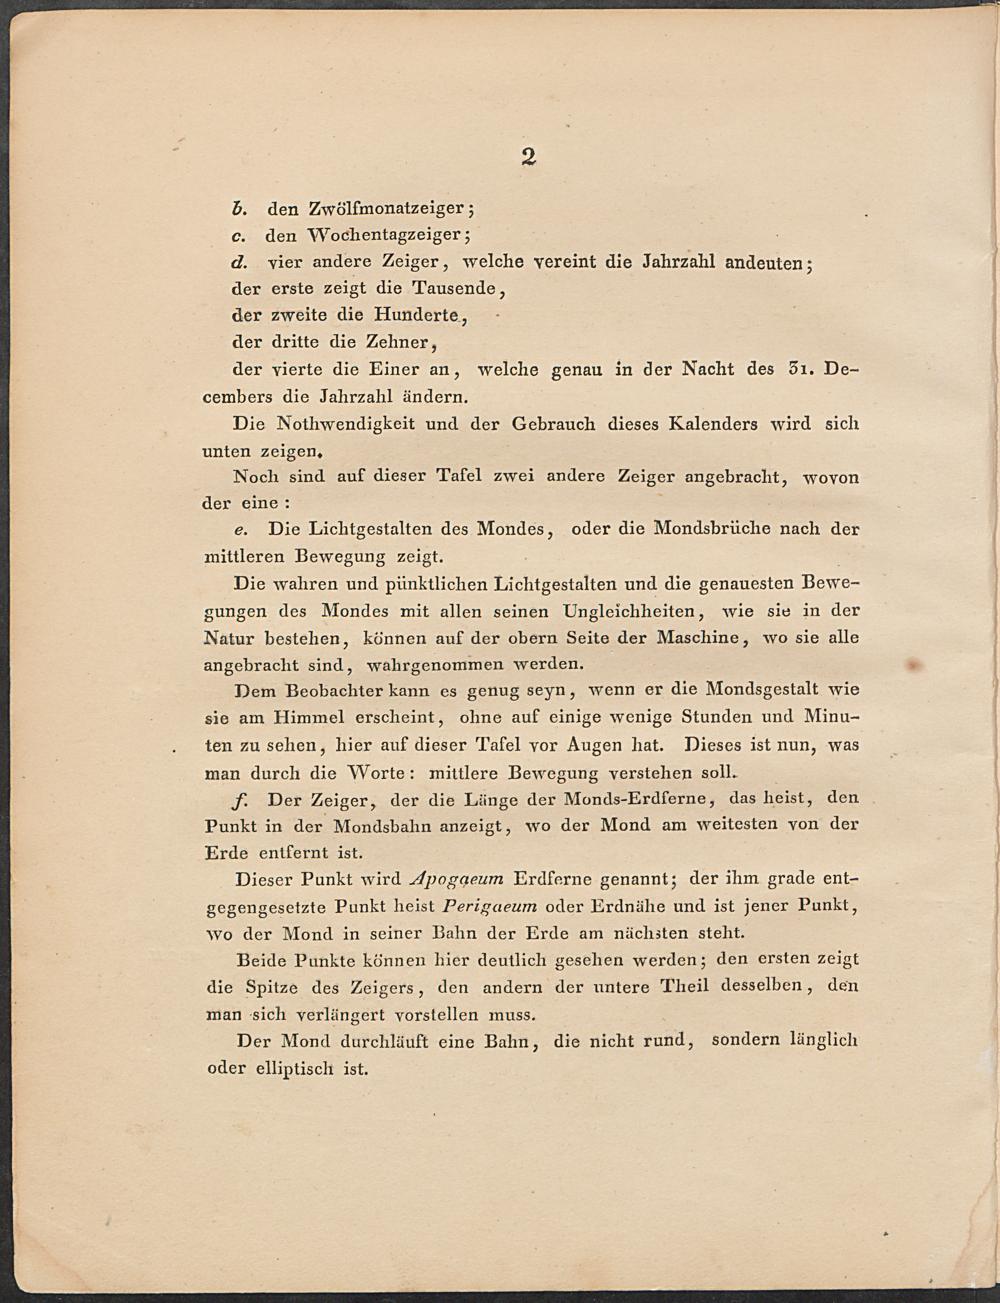 2
b. den Zwölfmonatzeiger;
c. den Wochentagzeiger;
d. vier andere Zeiger, welche vereint die Jahrzahl andeuten;
der erste zeigt die Tausende,
der zweite die Hunderte,
der dritte die Zehner,
der vierte die Einer an, welche genau in der Nacht des 31. De-
cembers die Jahrzahl ändern.
Die Nothwendigkeit und der Gebrauch dieses Kalenders wird sich
unten zeigen.
Noch sind auf dieser Tafel zwei andere Zeiger angebracht, wovon
der eine :
e. Die Lichtgestalten des Mondes, oder die Mondsbrüche nach der
mittleren Bewegung zeigt.
Die wahren und pünktlichen Lichtgestalten und die genauesten Bewe-
gungen des Mondes mit allen seinen Ungleichheiten, wie sie in der
Natur bestehen, können auf der obern Seite der Maschine, wo sie alle
angebracht sind, wahrgenommen werden.
Dem Beobachter kann es genug seyn, wenn er die Mondsgestalt wie
sie am Himmel erscheint, ohne auf einige wenige Stunden und Minu-
ten zu sehen, hier auf dieser Tafel vor Augen hat. Dieses ist nun, was
man durch die Worte: mittlere Bewegung verstehen soll.
f. Der Zeiger, der die Länge der Monds-Erdferne, das heist, den
Punkt in der Mondsbahn anzeigt, wo der Mond am weitesten von der
Erde entfernt ist.
Dieser Punkt wird Apogaeum Erdferne genannt; der ihm grade ent-
gegengesetzte Punkt heist Perigaeum oder Erdnähe und ist jener Punkt,
wo der Mond in seiner Bahn der Erde am nächsten steht.
Beide Punkte können hier deutlich gesehen werden; den ersten zeigt
die Spitze des Zeigers, den andern der untere Theil desselben, den
man sich verlängert vorstellen muss.
Der Mond durchläuft eine Bahn, die nicht rund, sondern länglich
oder elliptisch ist.